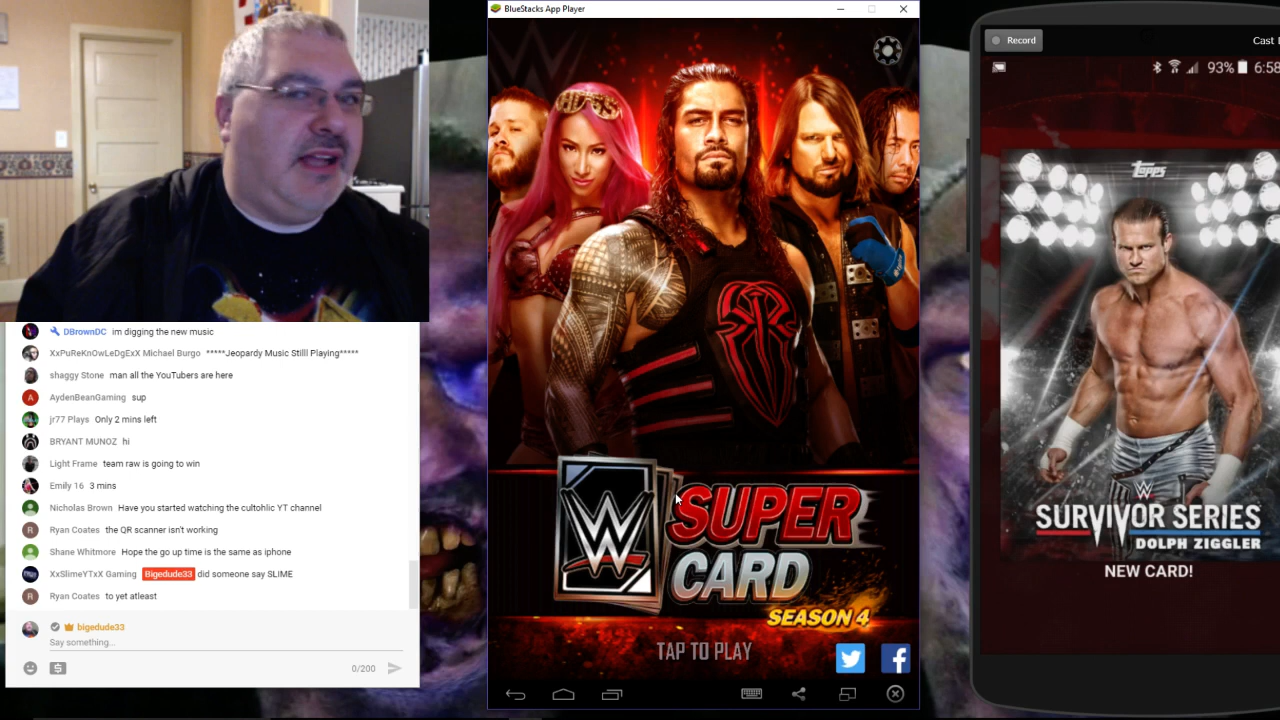 DBrownDC im digging the new music
XxPuReKnOwLeDgExX Michael Burgo *****Jeopardy Music Stilll Playing*****
shaggy Stone man all the YouTubers are here
A AydenBeanGaming sup
jr77 Plays Only 2 mins left
BRYANT MUNOZ hi
Light Frame team raw is going to win
Emily 16 3 mins
Nicholas Brown Have you started watching the cultohlic YT channel
R Ryan Coates the QR scanner isn't working
Shane Whitmore Hope the go up time is the same as iphone
XxSlimeYTxX Gaming Bigedude33 did someone say SLIME
R Ryan Coates to yet atleast
bigedude33
Say something...
0/200
BlueStacks App Player
W
SUPER
CARD
SEASON 4
TAP TO PLAY
Record
Cast
93% 6:58
Topps
W
SURVIVOR SERIES
DOLPH ZIGGLER
NEW CARD!